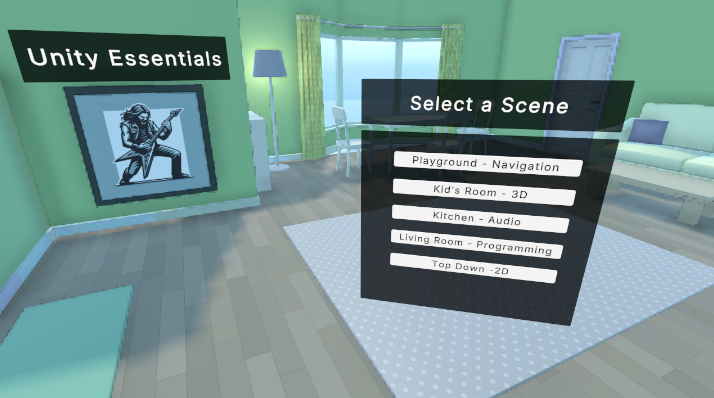 Unity Essentials
Select a Scene
Playground - Navigation
Kid's Room - 3D
Kitchen - Audio
Living Room - Programming
Top Down -2D